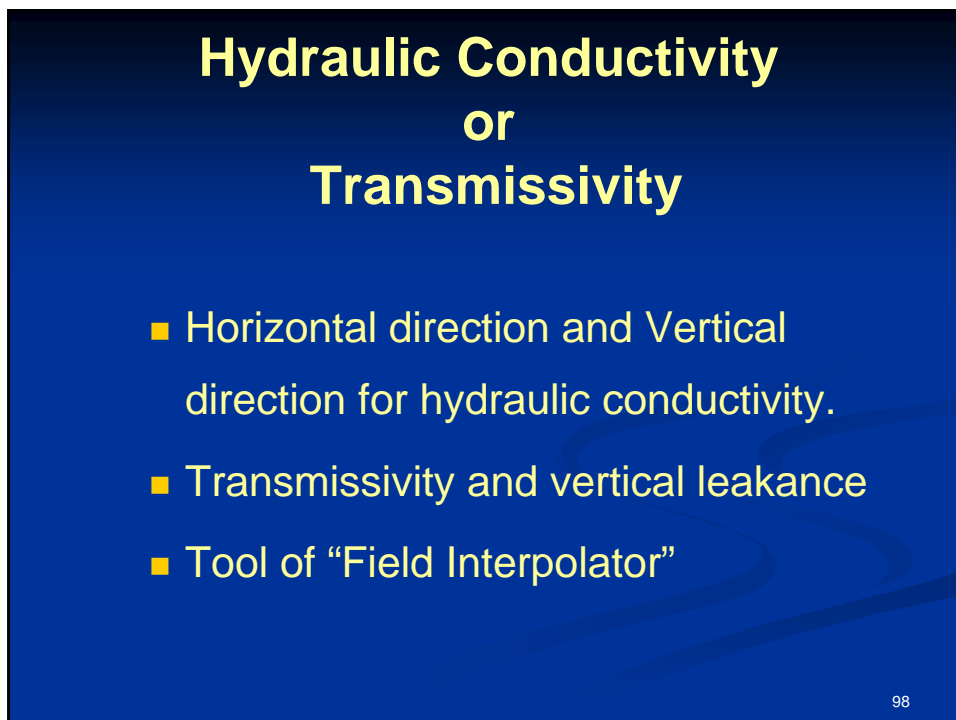 Hydraulic Conductivity
or
Transmissivity
Horizontal direction and Vertical
direction for hydraulic conductivity.
Transmissivity and vertical leakance
Tool of “Field Interpolator”
98